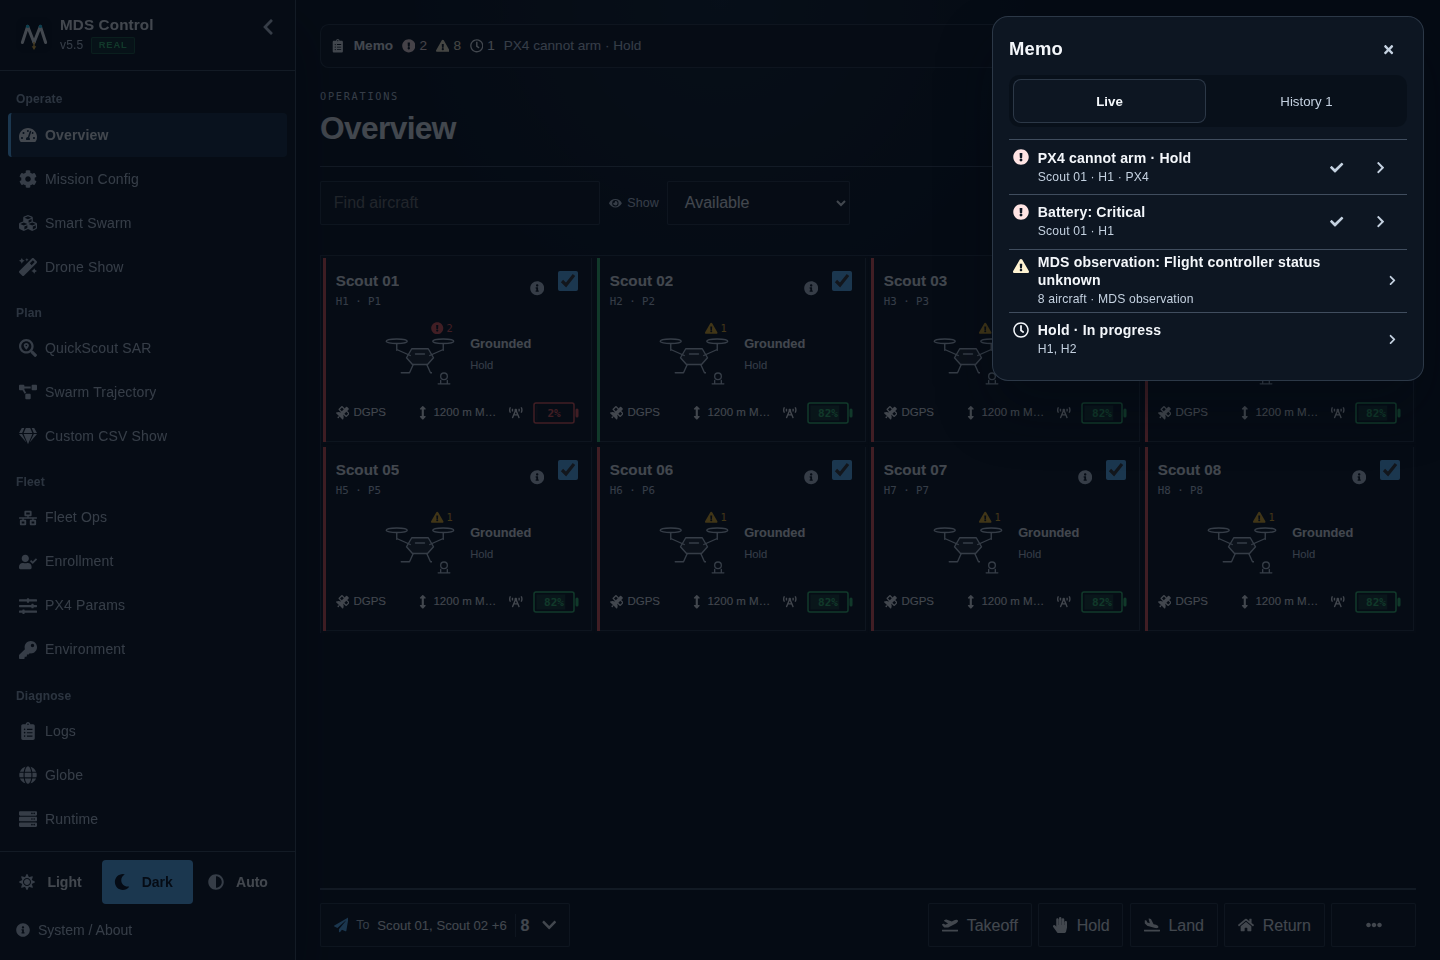 MDS Control
v5.5 REAL
Operate
Overview
Mission Config
Smart Swarm
Drone Show
Plan
QuickScout SAR
Swarm Trajectory
Custom CSV Show
Fleet
Fleet Ops
Enrollment
PX4 Params
Environment
Diagnose
Logs
Globe
Runtime
Light Dark Auto
System / About
Memo 2 8 1 PX4 cannot arm · Hold
OPERATIONS
Overview
Find aircraft Show Available
Scout 01
H1 · P1
2
Grounded
Hold
DGPS 1200 m M... 2%
Scout 02
H2 · P2
1
Grounded
Hold
DGPS 1200 m M... 82%
Scout 03
H3 · P3
DGPS 1200 m M... 82%
DGPS 1200 m M... 82%
Scout 05
H5 · P5
1
Grounded
Hold
DGPS 1200 m M... 82%
Scout 06
H6 · P6
1
Grounded
Hold
DGPS 1200 m M... 82%
Scout 07
H7 · P7
1
Grounded
Hold
DGPS 1200 m M... 82%
Scout 08
H8 · P8
1
Grounded
Hold
DGPS 1200 m M... 82%
To Scout 01, Scout 02 +6 8
Takeoff Hold Land Return •••
Memo
Live History 1
PX4 cannot arm · Hold
Scout 01 · H1 · PX4
Battery: Critical
Scout 01 · H1
MDS observation: Flight controller status
unknown
8 aircraft · MDS observation
Hold · In progress
H1, H2